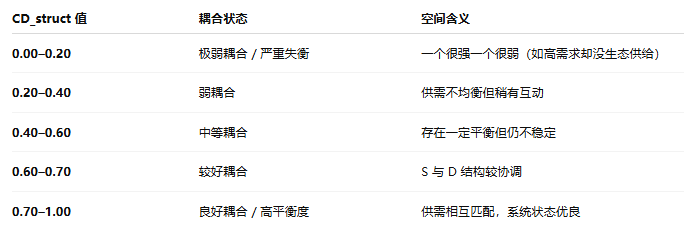 CD_struct 值 耦合状态 空间含义
0.00–0.20 极弱耦合 / 严重失衡 一个很强一个很弱（如高需求却没生态供给）
0.20–0.40 弱耦合 供需不均衡但稍有互动
0.40–0.60 中等耦合 存在一定平衡但仍不稳定
0.60–0.70 较好耦合 S 与 D 结构较协调
0.70–1.00 良好耦合 / 高平衡度 供需相互匹配，系统状态优良